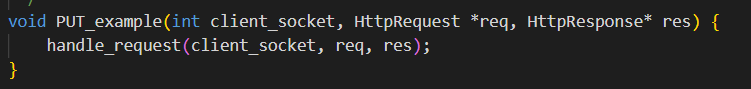 void PUT_example(int client_socket, HttpRequest *req, HttpResponse* res) {
    handle_request(client_socket, req, res);
}